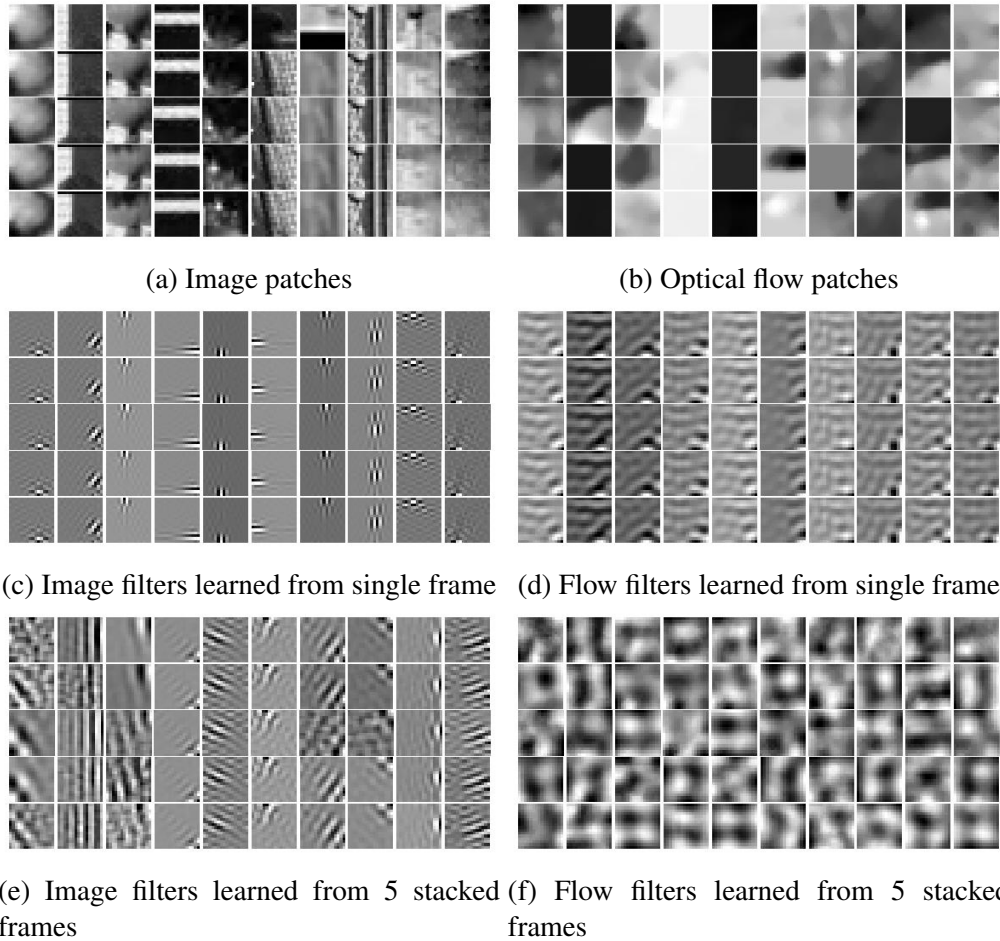 (a) Image patches
(b) Optical flow patches
(c) Image filters learned from single frame
(d) Flow filters learned from single frame
(e) Image filters learned from 5 stacked
frames
(f) Flow filters learned from 5 stacked
frames